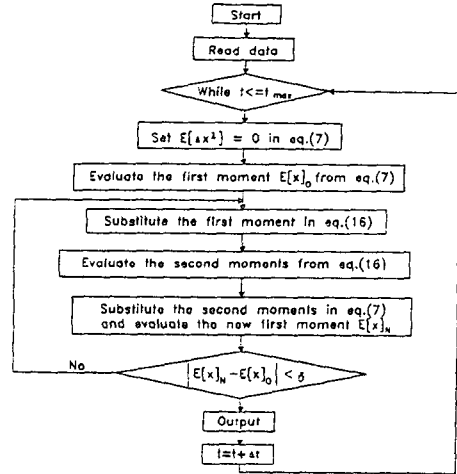 Start
Read data
While t<=t max
Set E[Δx²] = 0 in eq.(7)
Evaluate the first moment E[x]₀ from eq.(7)
Substitute the first moment in eq.(16)
Evaluate the second moments from eq.(16)
Substitute the second moments in eq.(7)
and evaluate the new first moment E[x]N
No
|E[x]N -E[x]₀| < δ
Output
t=t+ Δt